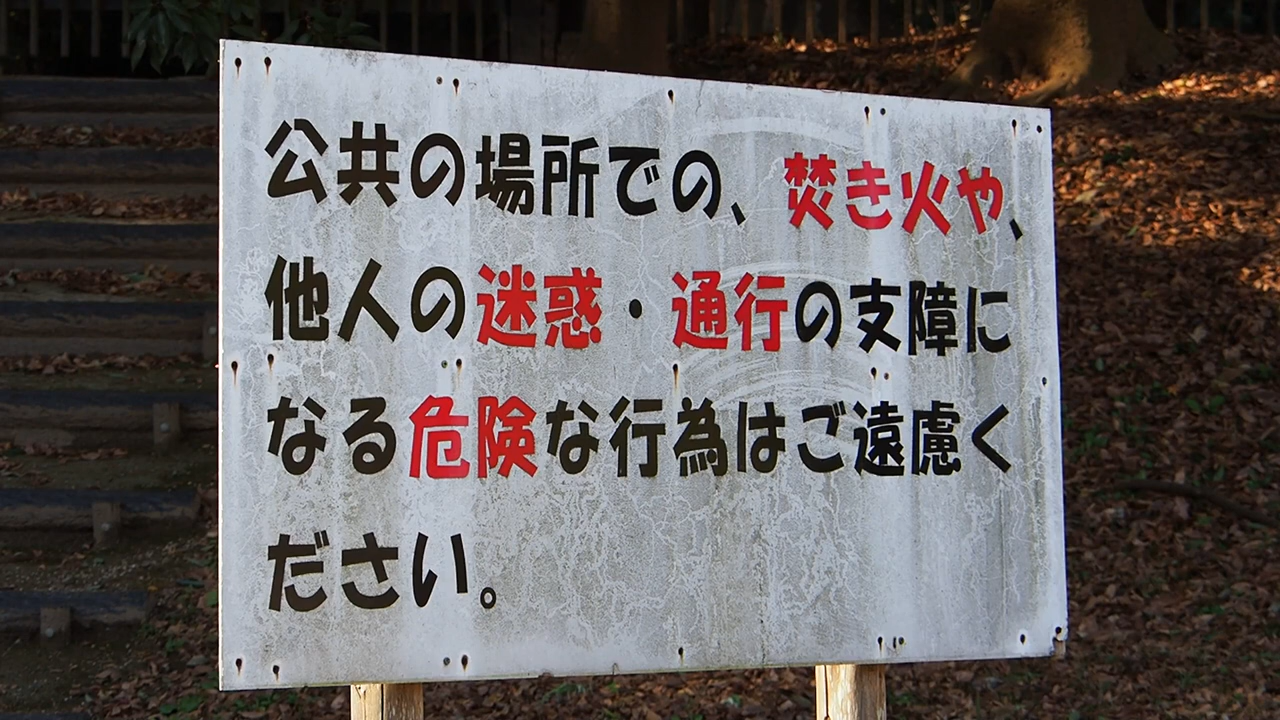 公共の場所での、焚き火や、
他人の迷惑・通行の支障に
なる危険な行為はご遠慮く
ださい。